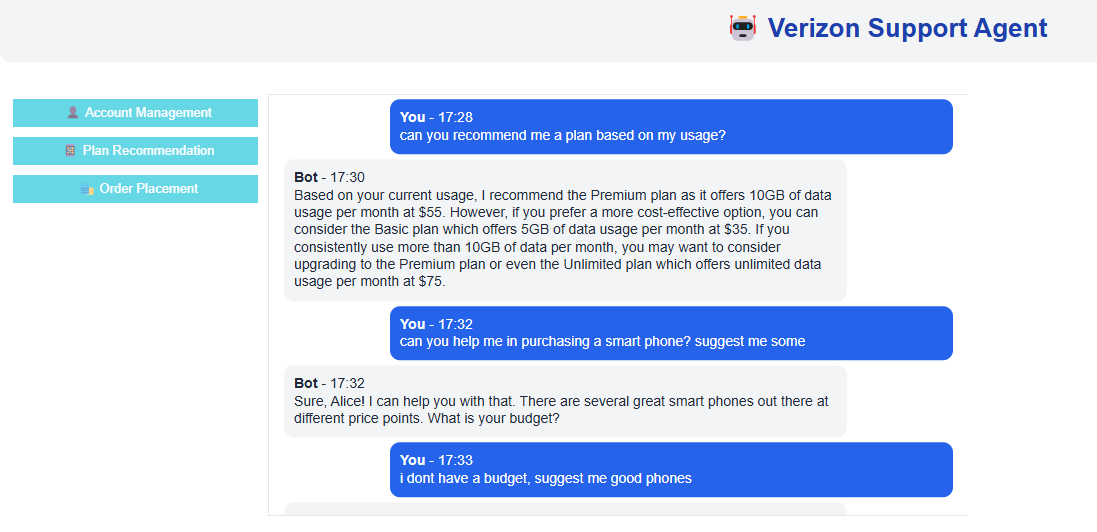 Verizon Support Agent
Account Management
Plan Recommendation
Order Placement
You - 17:28
can you recommend me a plan based on my usage?
Bot - 17:30
Based on your current usage, I recommend the Premium plan as it offers 10GB of data
usage per month at $55. However, if you prefer a more cost-effective option, you can
consider the Basic plan which offers 5GB of data usage per month at $35. If you
consistently use more than 10GB of data per month, you may want to consider
upgrading to the Premium plan or even the Unlimited plan which offers unlimited data
usage per month at $75.
You - 17:32
can you help me in purchasing a smart phone? suggest me some
Bot - 17:32
Sure, Alice! I can help you with that. There are several great smart phones out there at
different price points. What is your budget?
You - 17:33
i dont have a budget, suggest me good phones